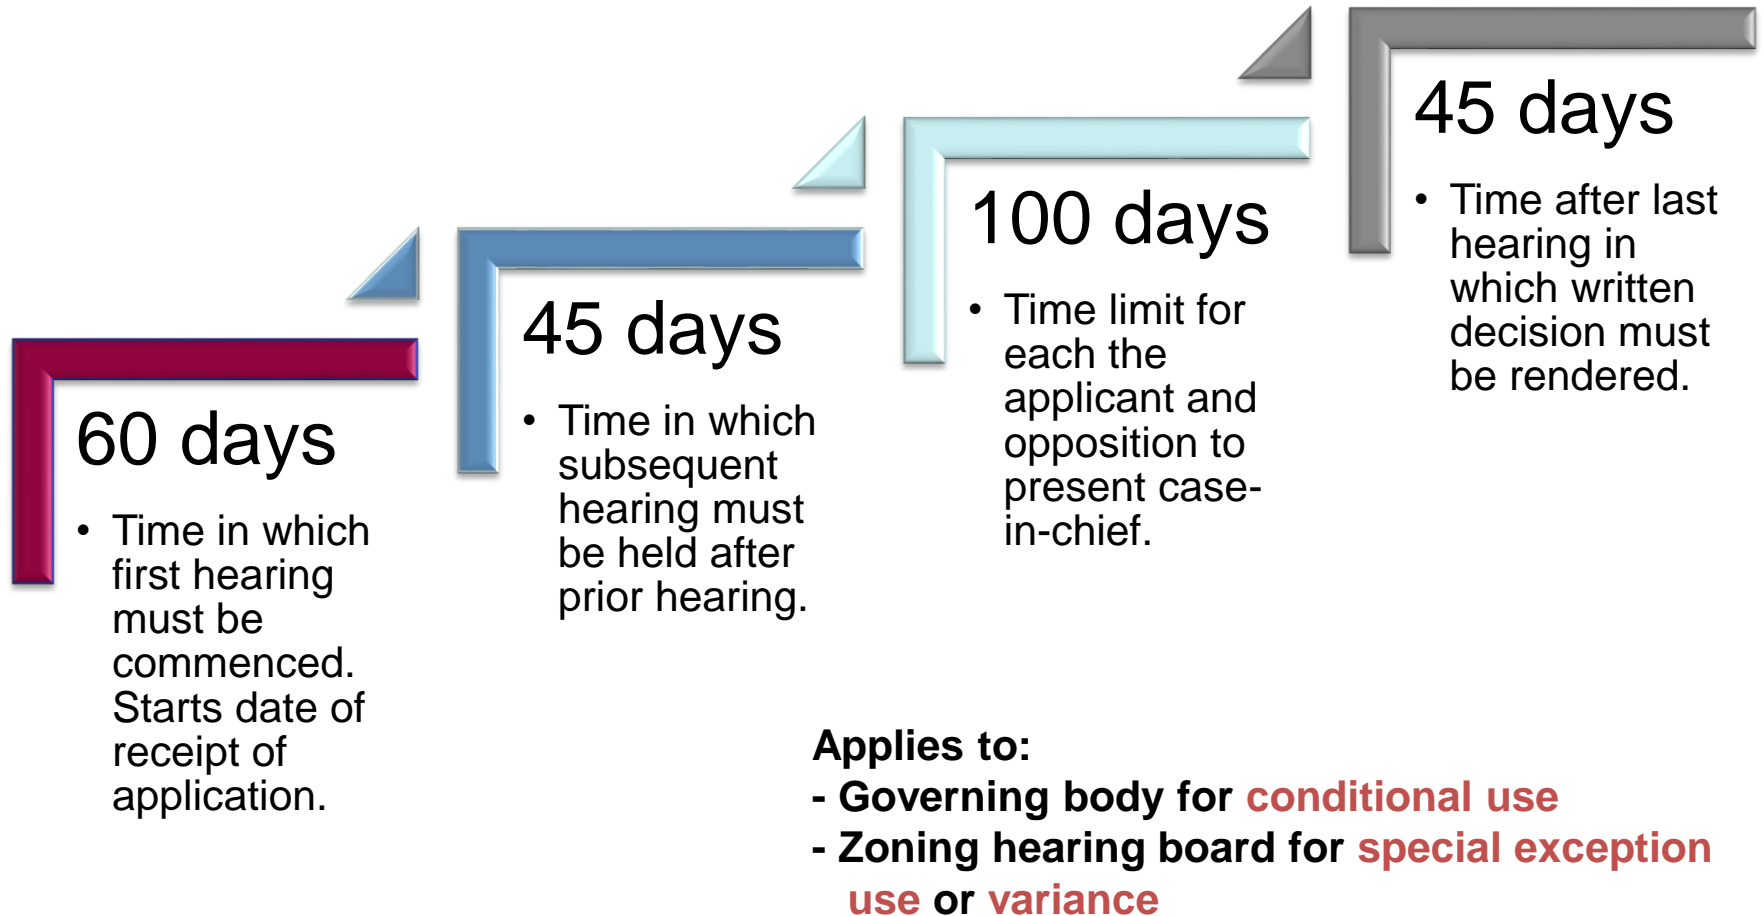 60 days
• Time in which
first hearing
must be
commenced.
Starts date of
receipt of
application.
45 days
• Time in which
subsequent
hearing must
be held after
prior hearing.
100 days
• Time limit for
each the
applicant and
opposition to
present case-
in-chief.
45 days
• Time after last
hearing in
which written
decision must
be rendered.
Applies to:
- Governing body for conditional use
- Zoning hearing board for special exception
use or variance